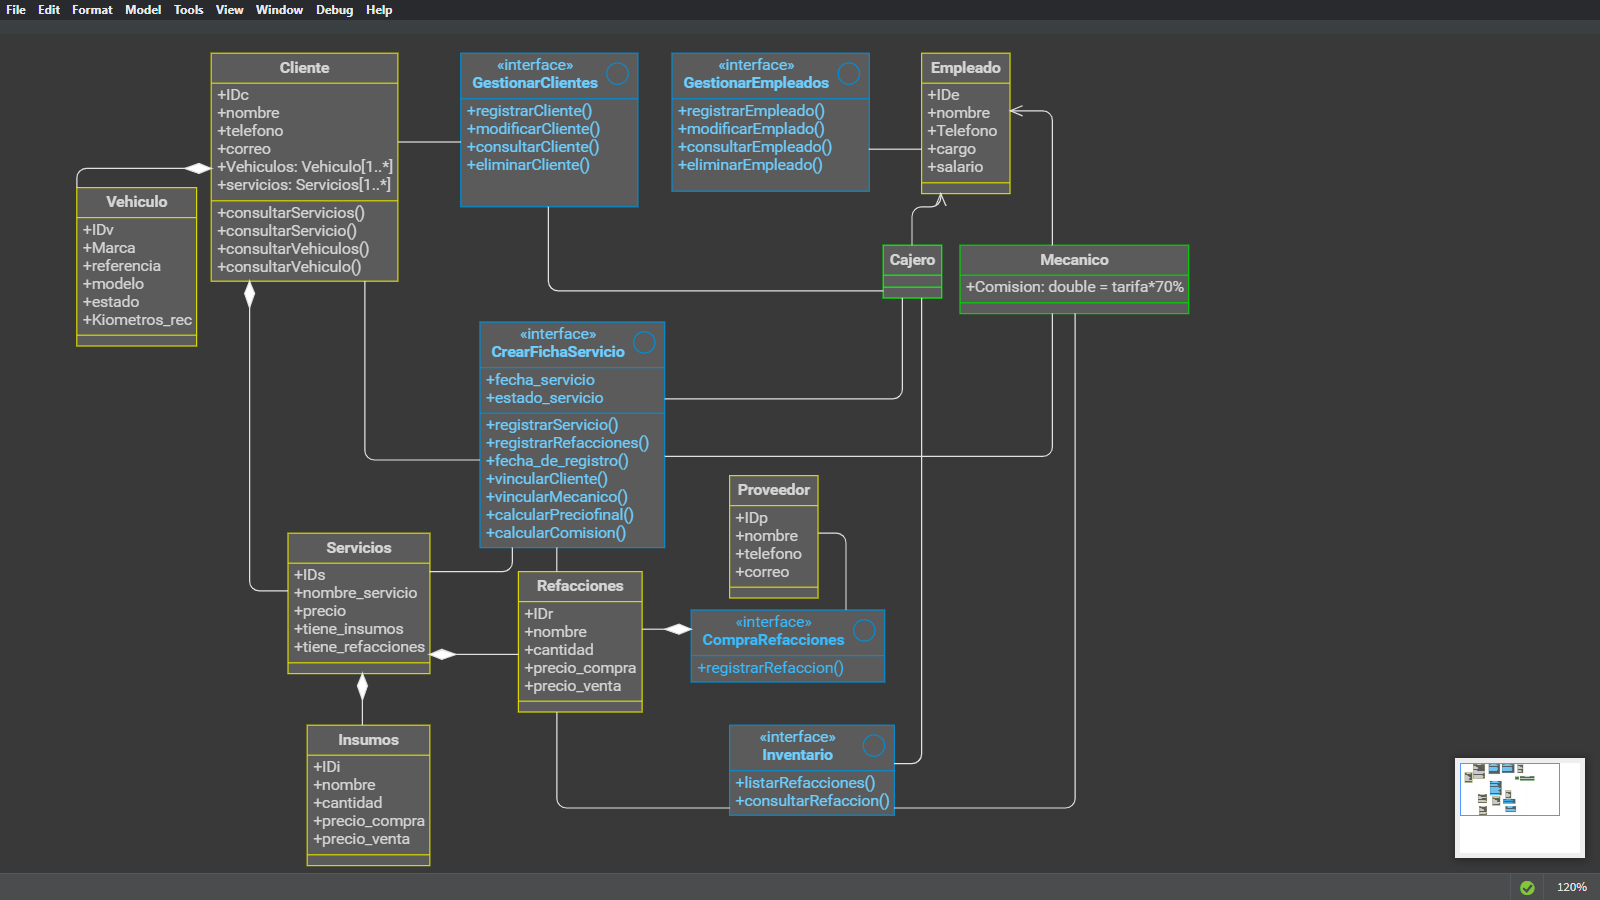 File Edit Format Model Tools View Window Debug Help
Cliente
+IDc
+nombre
+telefono
+correo
+Vehiculos: Vehiculo[1..*]
+servicios: Servicios[1..*]
+consultarServicios()
+consultarServicio()
+consultarVehiculos()
+consultarVehiculo()
«interface»
GestionarClientes
+registrarCliente()
+modificarCliente()
+consultarCliente()
+eliminarCliente()
«interface»
GestionarEmpleados
+registrarEmpleado()
+modificarEmplado()
+consultarEmpleado()
+eliminarEmpleado()
Empleado
+IDe
+nombre
+Telefono
+cargo
+salario
Vehiculo
+IDv
+Marca
+referencia
+modelo
+estado
+Kiometros_rec
Cajero
Mecanico
+Comision: double = tarifa*70%
«interface»
CrearFichaServicio
+fecha_servicio
+estado_servicio
+registrarServicio()
+registrarRefacciones()
+fecha_de_registro()
+vincularCliente()
+vincularMecanico()
+calcularPreciofinal()
+calcularComision()
Proveedor
+IDp
+nombre
+telefono
+correo
Servicios
+IDs
+nombre_servicio
+precio
+tiene_insumos
+tiene_refacciones
Refacciones
+IDr
+nombre
+cantidad
+precio_compra
+precio_venta
«interface»
CompraRefacciones
+registrarRefaccion()
Insumos
+IDi
+nombre
+cantidad
+precio_compra
+precio_venta
«interface»
Inventario
+listarRefacciones()
+consultarRefaccion()
120%